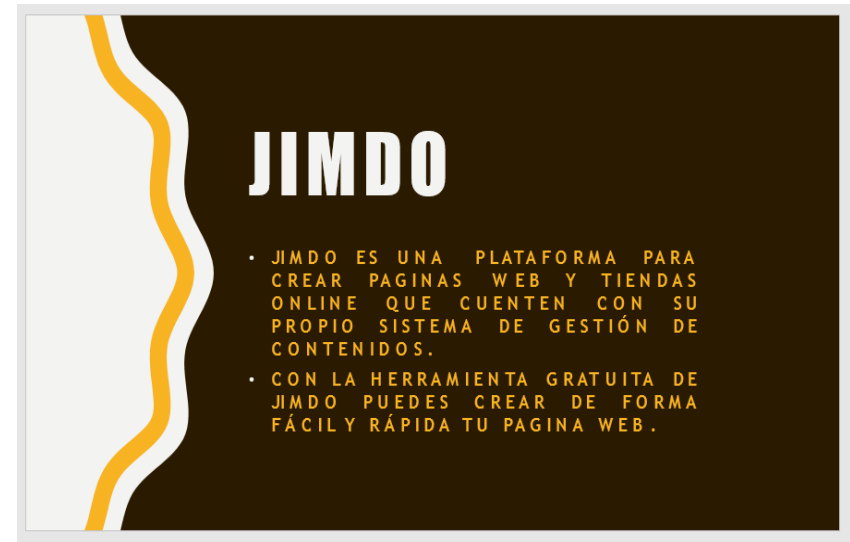 JIMDO
• JIMDO ES UNA PLATAFORMA PARA
CREAR PAGINAS WEB Y TIENDAS
ONLINE QUE CUENTEN CON SU
PROPIO SISTEMA DE GESTIÓN DE
CONTENIDOS.
• CON LA HERRAMIENTA GRATUITA DE
JIMDO PUEDES CREAR DE FORMA
FÁCIL Y RÁPIDA TU PAGINA WEB.